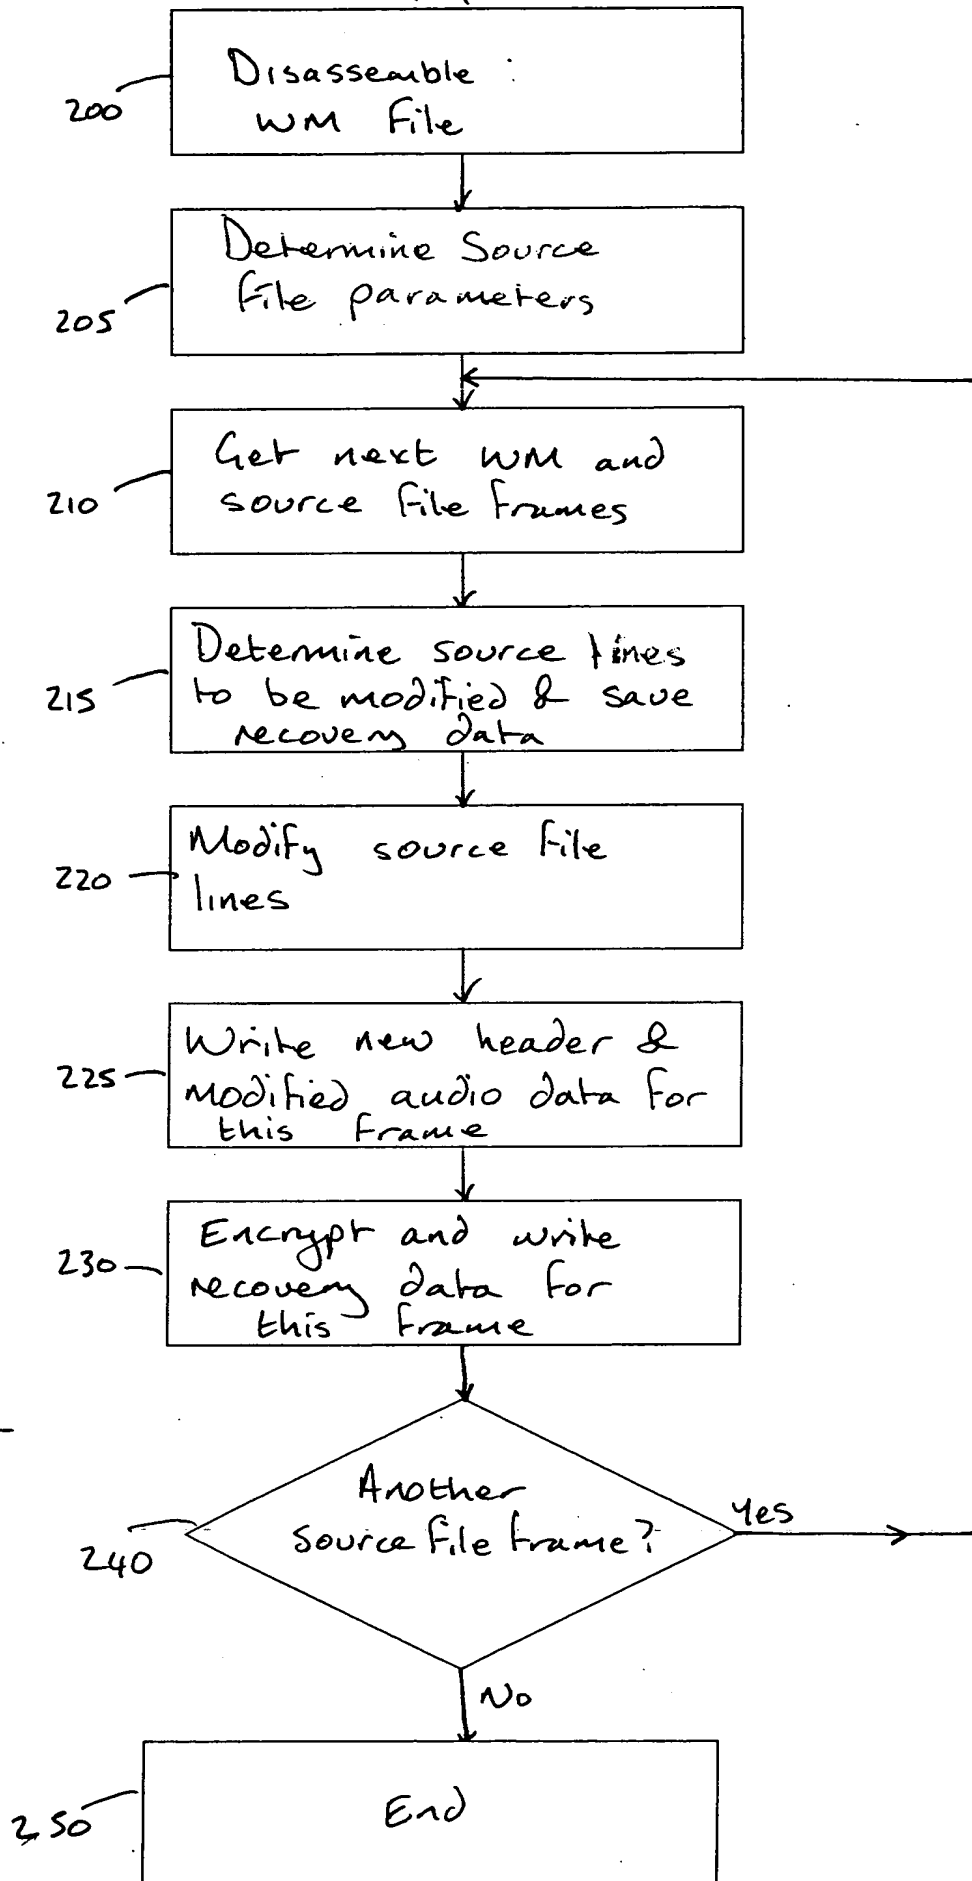 Disassemble
WM File
200
Determine Source
File parameters
205
Get next WM and
source file frames
210
Determine source lines
to be modified & save
recovery data
215
Modify source file
lines
220
Write new header &
modified audio data for
this frame
225
Encrypt and write
recovery data for
this frame
230
Another
source file frame?
Yes
240
No
End
250